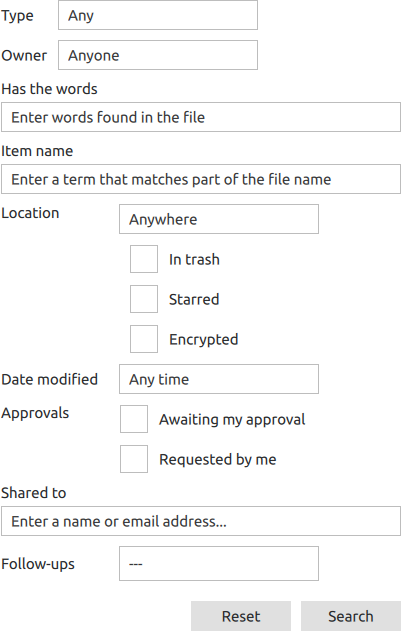 Type Any
Owner Anyone
Has the words
Enter words found in the file
Item name
Enter a term that matches part of the file name
Location Anywhere
In trash
Starred
Encrypted
Date modified Any time
Approvals Awaiting my approval
Requested by me
Shared to
Enter a name or email address...
Follow-ups ---
Reset Search